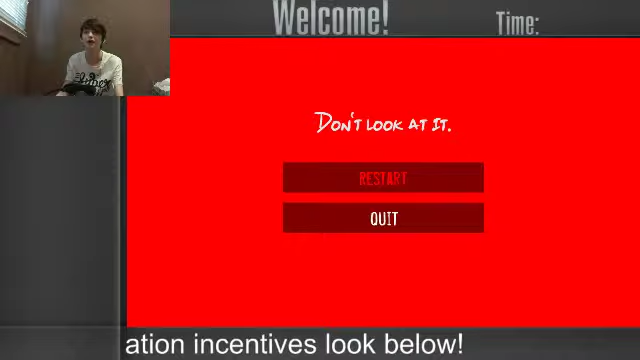 Welcome!
Time:
Don't look at it.
RESTART
QUIT
ation incentives look below!